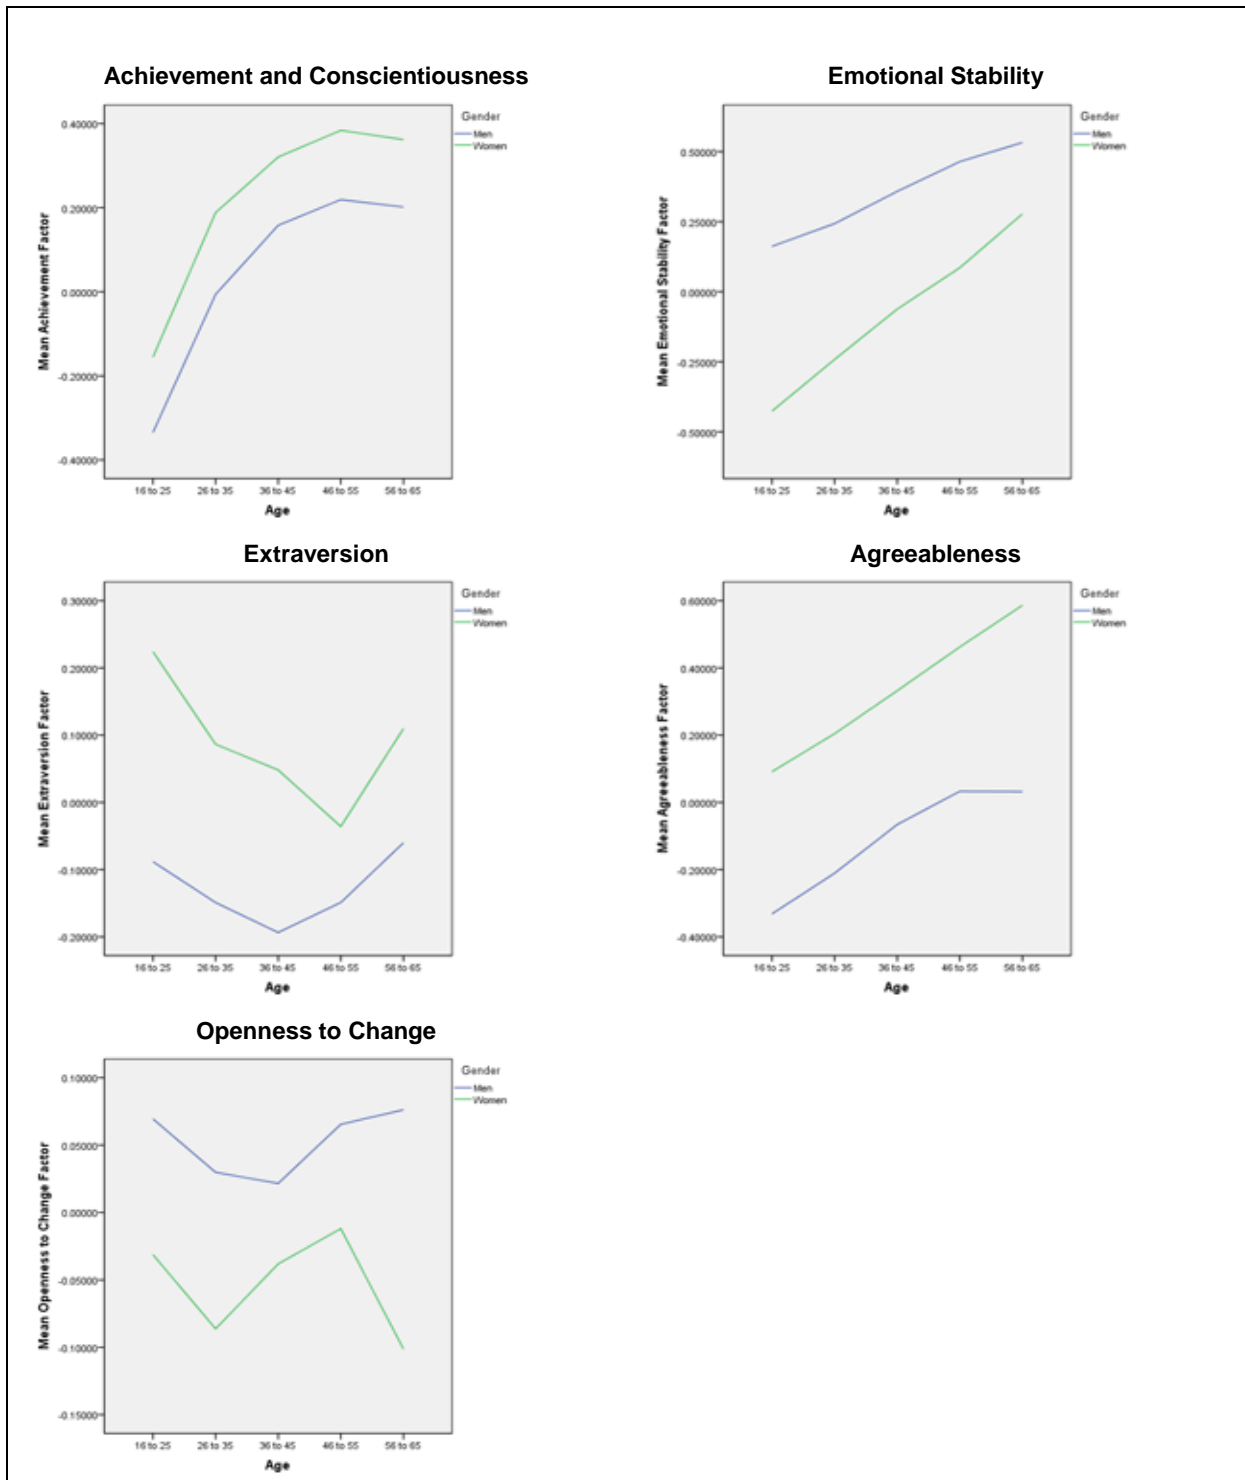 Achievement and Conscientiousness
Gender
Men
Women
Mean Achievement Factor
0.40000
0.20000
0.00000
-0.20000
-0.40000
16 to 25 26 to 35 36 to 45 46 to 55 56 to 65
Age
Emotional Stability
Gender
Men
Women
Mean Emotional Stability Factor
0.50000
0.25000
0.00000
-0.25000
-0.50000
16 to 25 26 to 35 36 to 45 46 to 55 56 to 65
Age
Extraversion
Gender
Men
Women
Mean Extraversion Factor
0.30000
0.20000
0.10000
0.00000
-0.10000
-0.20000
16 to 25 26 to 35 36 to 45 46 to 55 56 to 65
Age
Agreeableness
Gender
Men
Women
Mean Agreeableness Factor
0.60000
0.40000
0.20000
0.00000
-0.20000
-0.40000
16 to 25 26 to 35 36 to 45 46 to 55 56 to 65
Age
Openness to Change
Gender
Men
Women
Mean Openness to Change Factor
0.10000
0.05000
0.00000
-0.05000
-0.10000
-0.15000
16 to 25 26 to 35 36 to 45 46 to 55 56 to 65
Age